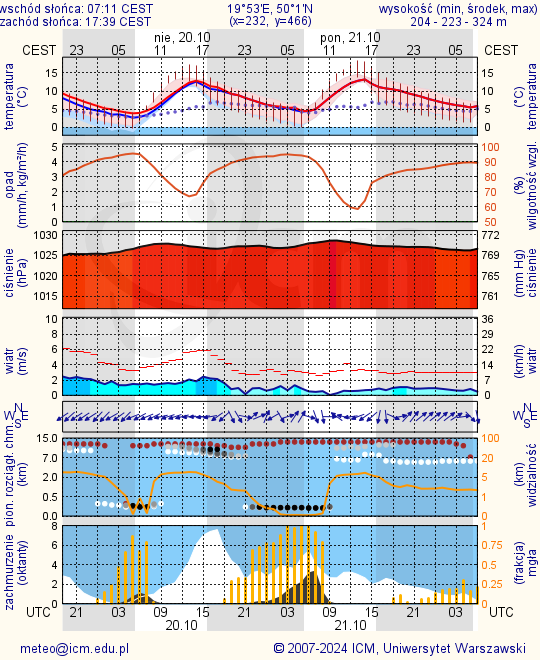 wschód słońca: 07:11 CEST 19°53'E, 50°1'N wysokość (min, środek, max)
zachód słońca: 17:39 CEST (x=232, y=466) 204 - 223 - 324 m
nie, 20.10 pon, 21.10
CEST 23 05 11 17 23 05 11 17 23 05 CEST
temperatura (°C) 15 10 5 0 15 10 5 0 (°C) temperatura
opad (mm/h, kg/m²/h) 5 4 3 2 1 0 100 90 80 70 60 50 (%) wilgotność wzgl.
ciśnienie (hPa) 1030 1025 1020 1015 772 769 765 761 (mm Hg) ciśnienie
icm
wiatr (m/s) 10 8 6 4 2 0 36 29 22 14 7 0 (km/h) wiatr
N W E S N W E S
pion. rozciągł. chm. (km) 15.0 7.0 2.0 0.5 0.0 100 20 5 1 0 (km) widzialność
zachmurzenie (oktanty) 8 6 4 2 0 1 0.75 0.5 0.25 0 (frakcja) mgła
UTC 21 03 09 15 21 03 09 15 21 03 UTC
20.10 21.10
meteo@icm.edu.pl © 2007-2024 ICM, Uniwersytet Warszawski